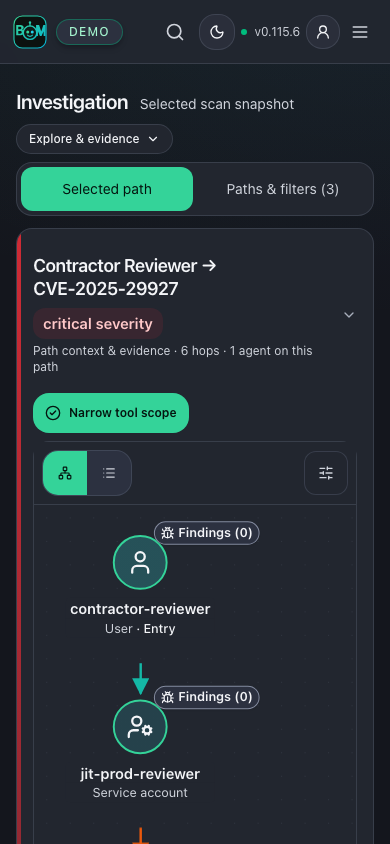 BOM
DEMO
v0.115.6
Investigation Selected scan snapshot
Explore & evidence
Selected path
Paths & filters (3)
Contractor Reviewer →
CVE-2025-29927
critical severity
Path context & evidence · 6 hops · 1 agent on this
path
Narrow tool scope
Findings (0)
contractor-reviewer
User · Entry
Findings (0)
jit-prod-reviewer
Service account